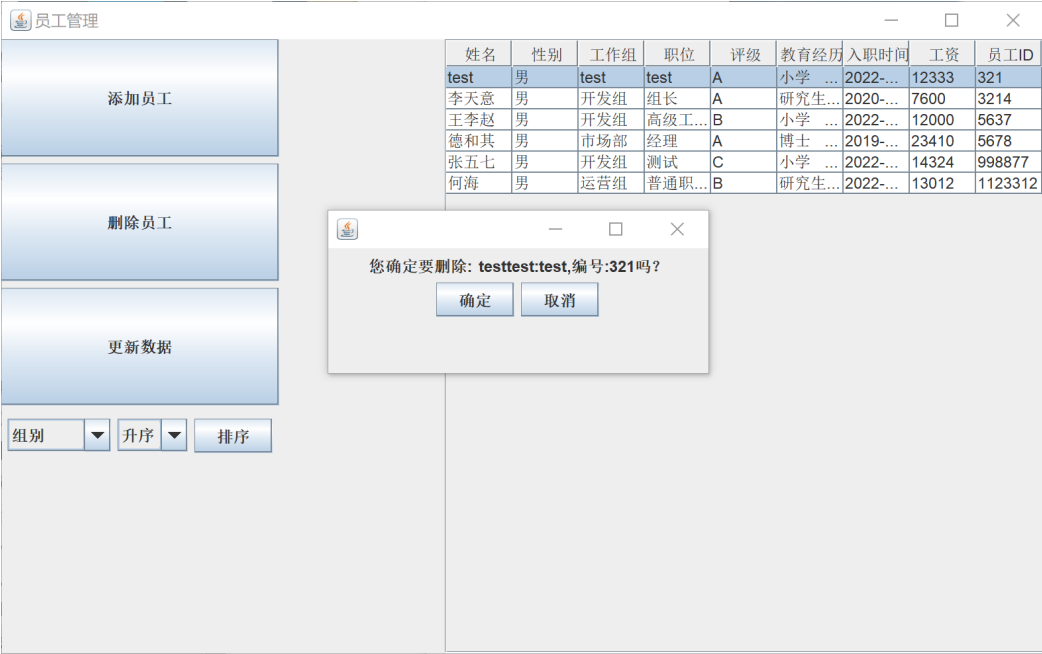 员工管理
添加员工
删除员工
更新数据
组别 升序 排序
姓名 性别 工作组 职位 评级 教育经历 入职时间 工资 员工ID
test 男 test test A 小学 ... 2022-... 12333 321
李天意 男 开发组 组长 A 研究生... 2020-... 7600 3214
王李赵 男 开发组 高级工... B 小学 ... 2022-... 12000 5637
德和其 男 市场部 经理 A 博士 ... 2019-... 23410 5678
张五七 男 开发组 测试 C 小学 ... 2022-... 14324 998877
何海 男 运营组 普通职... B 研究生... 2022-... 13012 1123312
您确定要删除: testtest:test,编号:321吗?
确定 取消